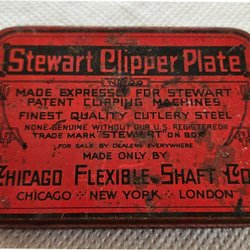 Stewart Clipper Plate
MADE EXPRESSLY FOR STEWART
PATENT CLIPPING MACHINES
FINEST QUALITY CUTLERY STEEL
NONE GENUINE WITHOUT OUR U.S. REGISTERED
TRADE MARK "STEWART" ON BOX
FOR SALE BY DEALERS EVERYWHERE
MADE ONLY BY
CHICAGO FLEXIBLE SHAFT CO.
CHICAGO • NEW YORK • LONDON